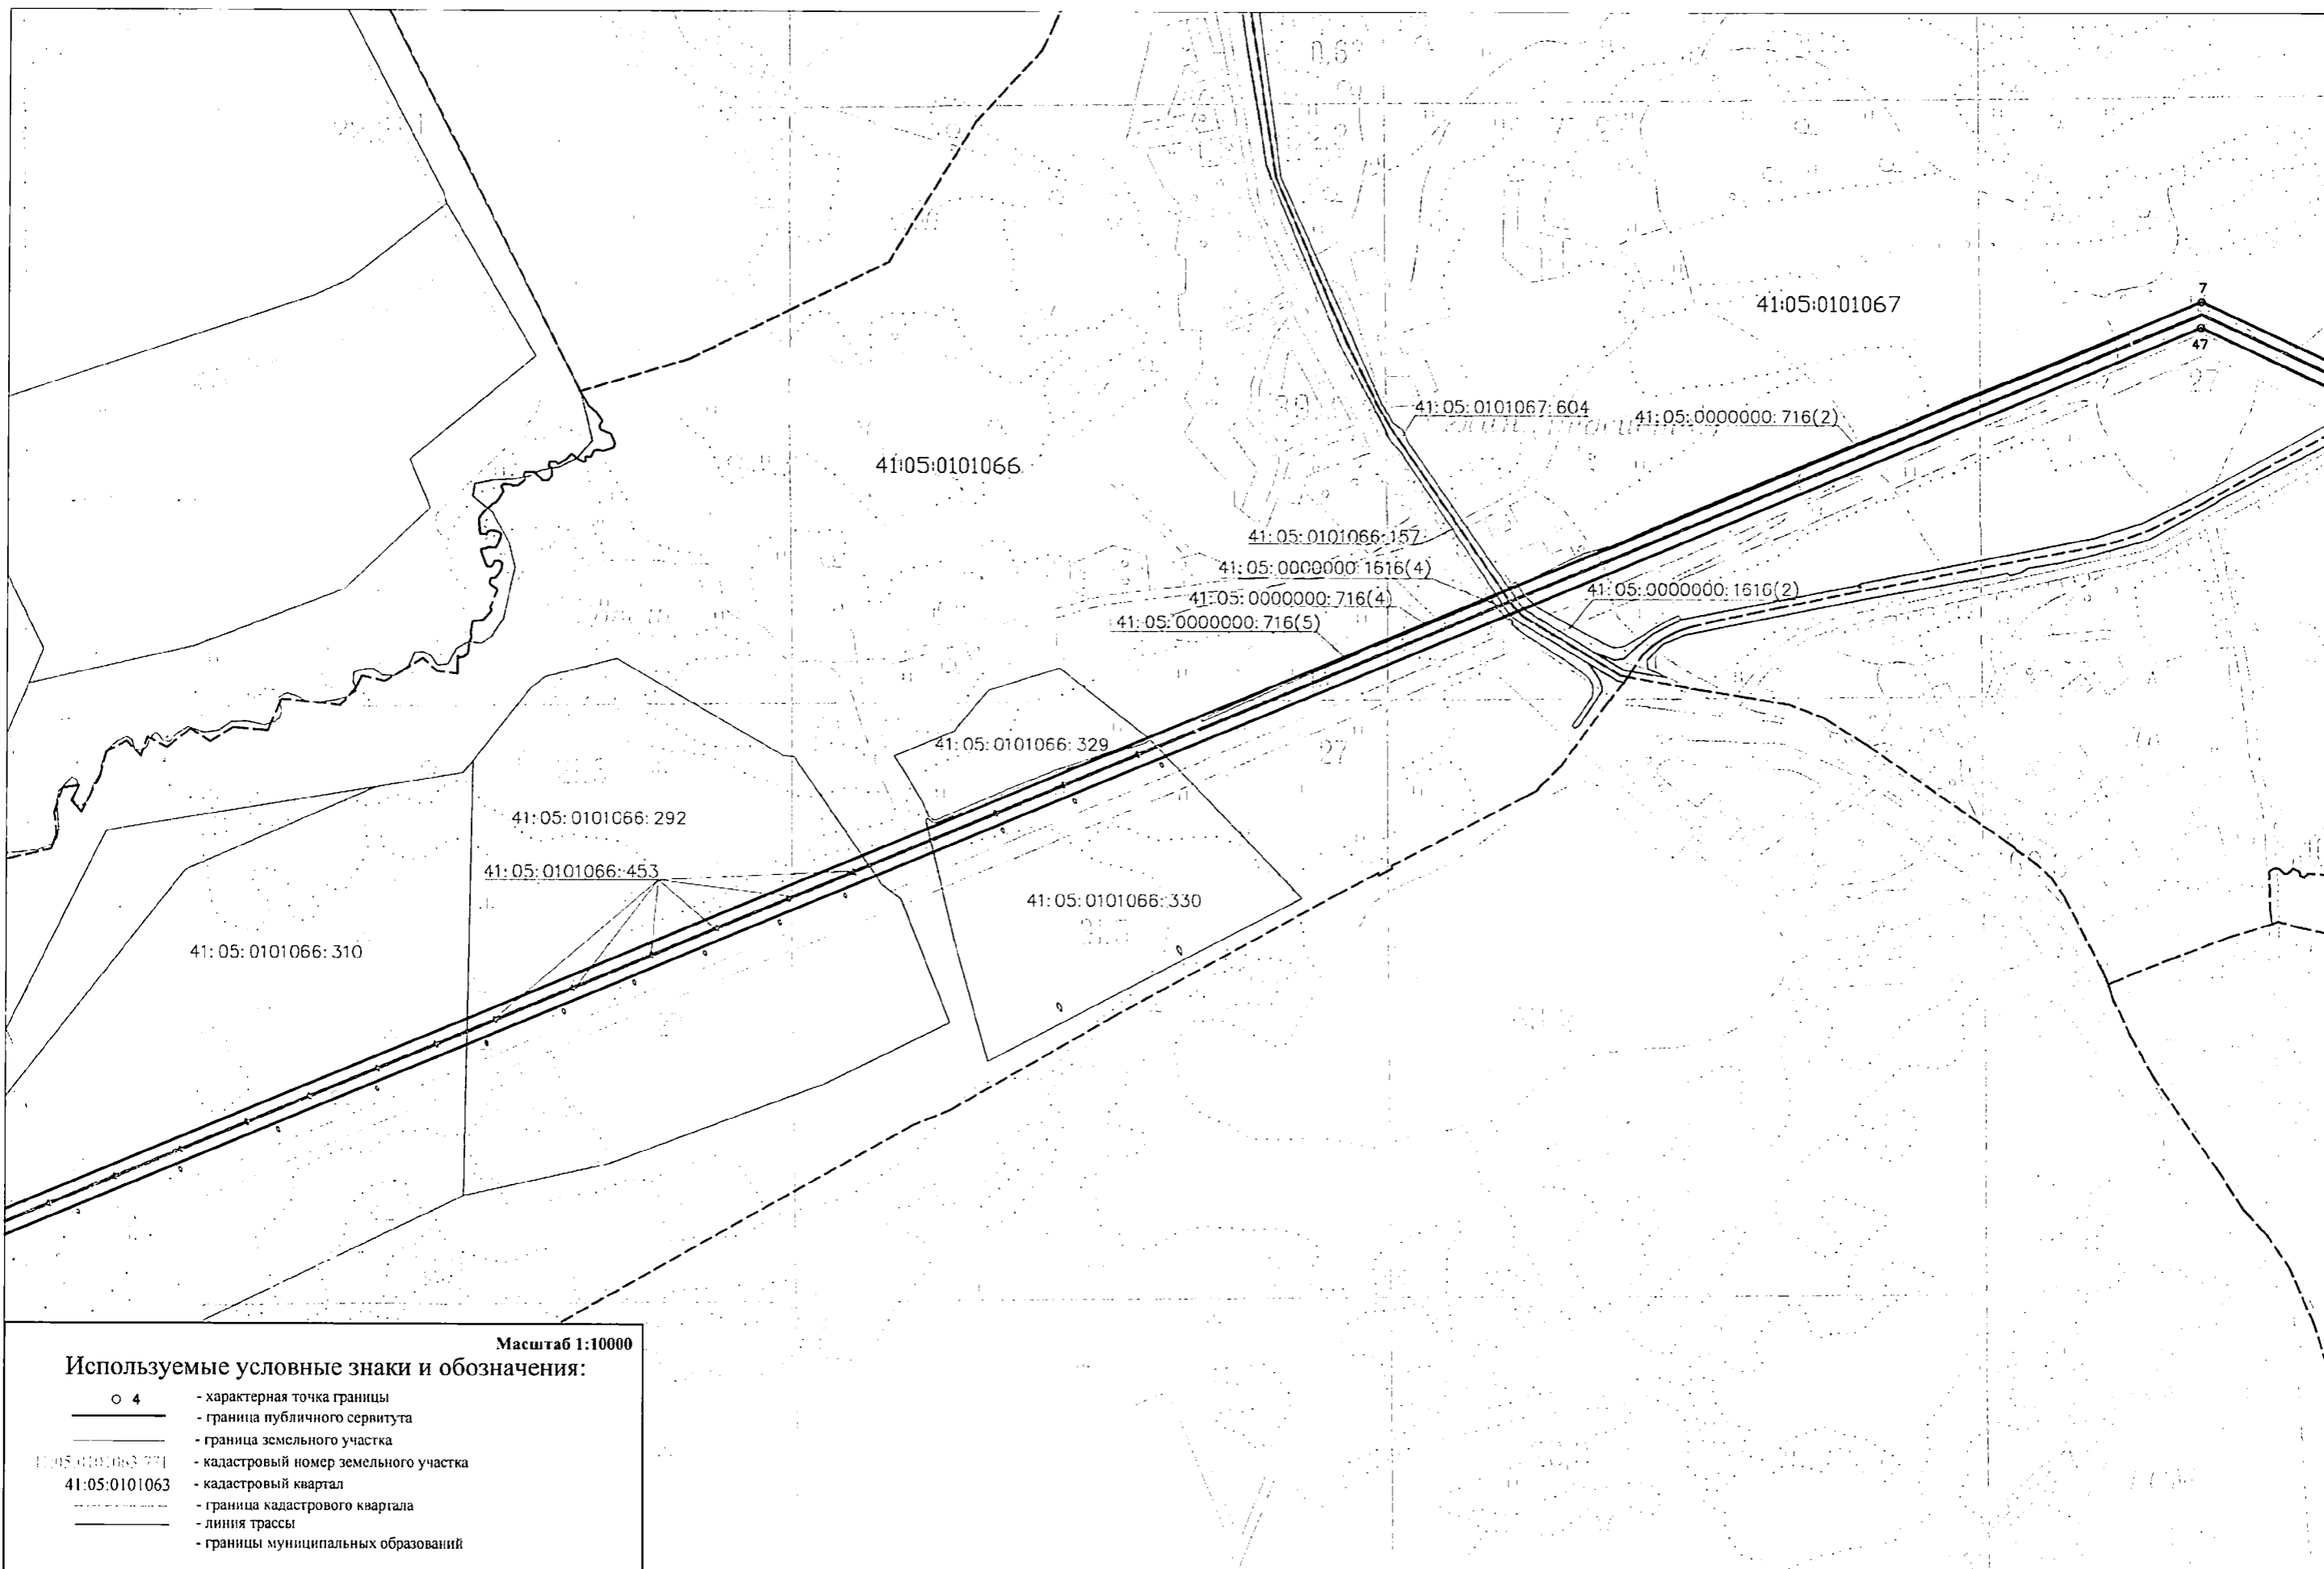 7
41:05:0101067
47
27
41:05:0101067:604
41:05:0000000:716(2)
41:05:0101066
41:05:0101066:157
41:05:0000000:1616(4)
41:05:0000000:716(4)
41:05:0000000:1616(2)
41:05:0000000:716(5)
41:05:0101066:329
27
41:05:0101066:292
41:05:0101066:453
41:05:0101066:330
41:05:0101066:310
Масштаб 1:10000
Используемые условные знаки и обозначения:
4 - характерная точка границы
- граница публичного сервитута
- граница земельного участка
- кадастровый номер земельного участка
41:05:0101063 - кадастровый квартал
- граница кадастрового квартала
- линия трассы
- границы муниципальных образований